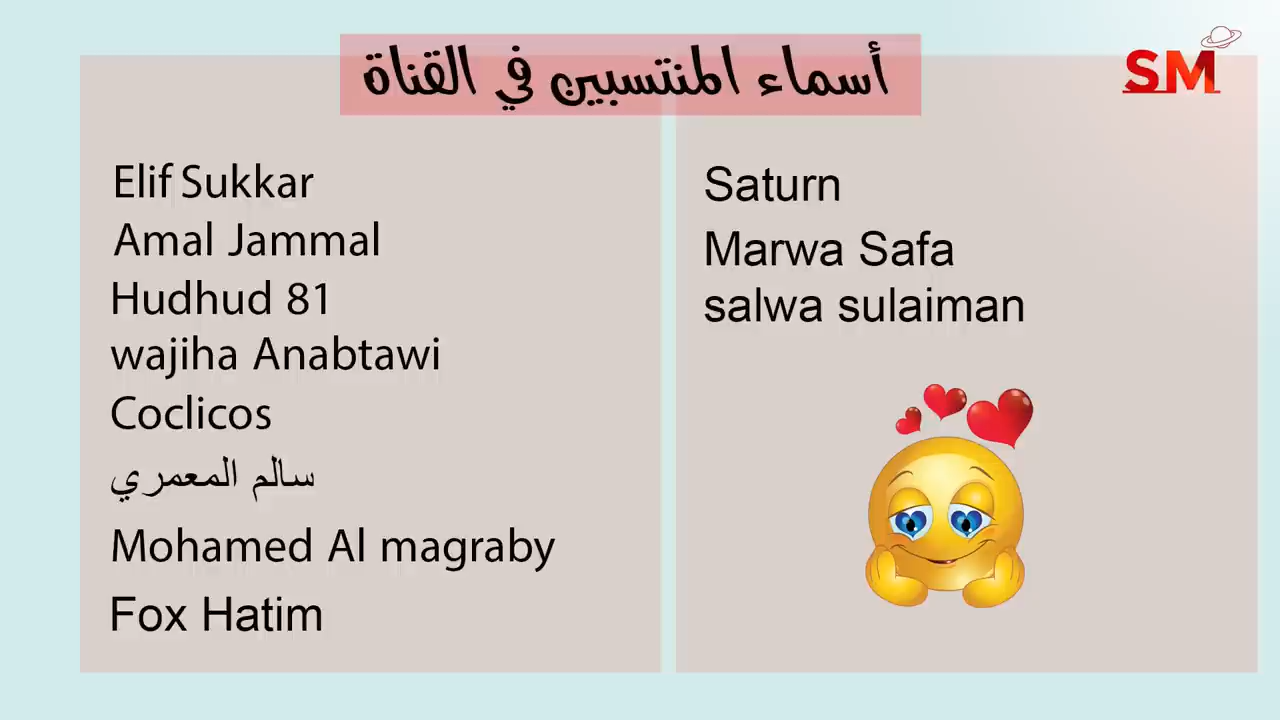 أسماء المنتسبين في القناة
SM
Elif Sukkar
Amal Jammal
Hudhud 81
wajiha Anabtawi
Coclicos
سالم المعمري
Mohamed Al magraby
Fox Hatim
Saturn
Marwa Safa
salwa sulaiman